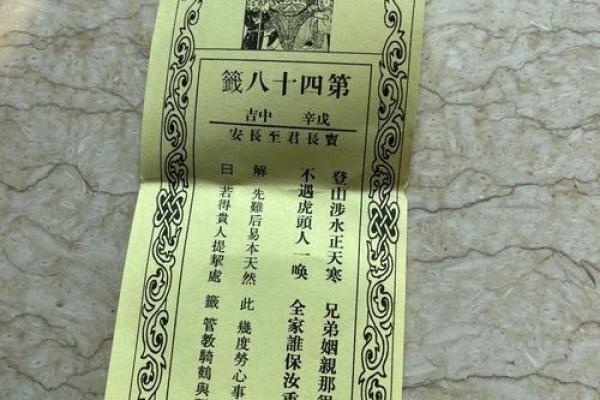 第四十八籤
戊辛 中吉
賈長君至長安
登山涉水正天寒 兄弟姻親那
不遇虎頭人一喚 全家誰保汝重
解 先難后易本天然 此 幾度勞心事
曰 若得貴人提挈處 籤 管教騎鶴與